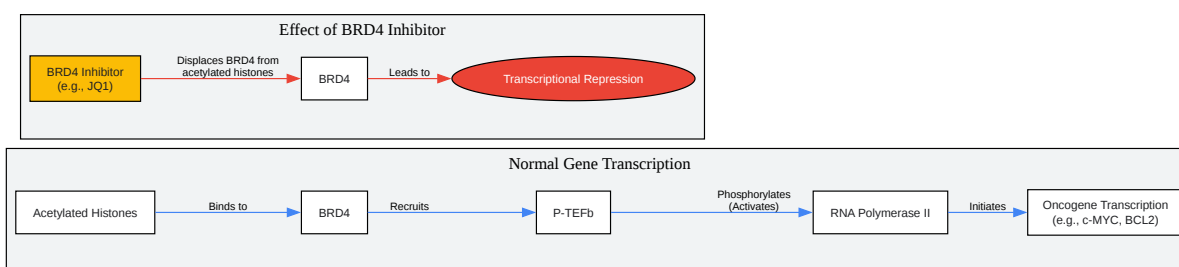 Effect of BRD4 Inhibitor
BRD4 Inhibitor
(e.g., JQ1)
Displaces BRD4 from
acetylated histones
BRD4
Leads to
Transcriptional Repression
Normal Gene Transcription
Acetylated Histones
Binds to
BRD4
Recruits
P-TEFb
Phosphorylates
(Activates)
RNA Polymerase II
Initiates
Oncogene Transcription
(e.g., c-MYC, BCL2)